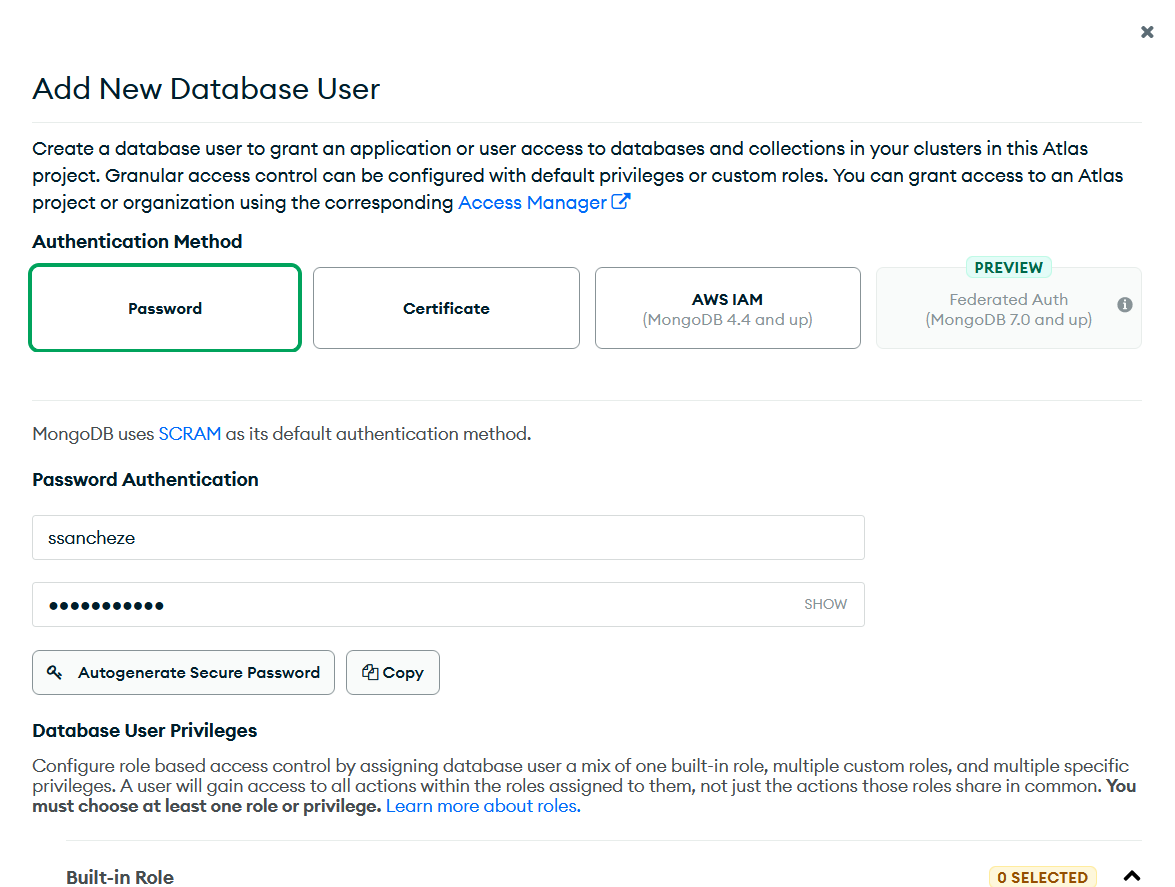 Add New Database User
Create a database user to grant an application or user access to databases and collections in your clusters in this Atlas
project. Granular access control can be configured with default privileges or custom roles. You can grant access to an Atlas
project or organization using the corresponding Access Manager
Authentication Method
Password
Certificate
AWS IAM
(MongoDB 4.4 and up)
PREVIEW
Federated Auth
(MongoDB 7.0 and up)
MongoDB uses SCRAM as its default authentication method.
Password Authentication
ssancheze
•••••••••••
SHOW
Autogenerate Secure Password
Copy
Database User Privileges
Configure role based access control by assigning database user a mix of one built-in role, multiple custom roles, and multiple specific
privileges. A user will gain access to all actions within the roles assigned to them, not just the actions those roles share in common. You
must choose at least one role or privilege. Learn more about roles.
Built-in Role
0 SELECTED